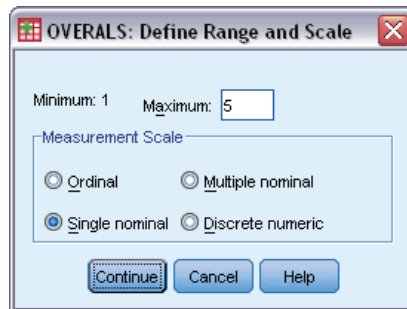 OVERALS: Define Range and Scale
Minimum: 1 Maximum: 5
Measurement Scale
Ordinal Multiple nominal
Single nominal Discrete numeric
Continue Cancel Help